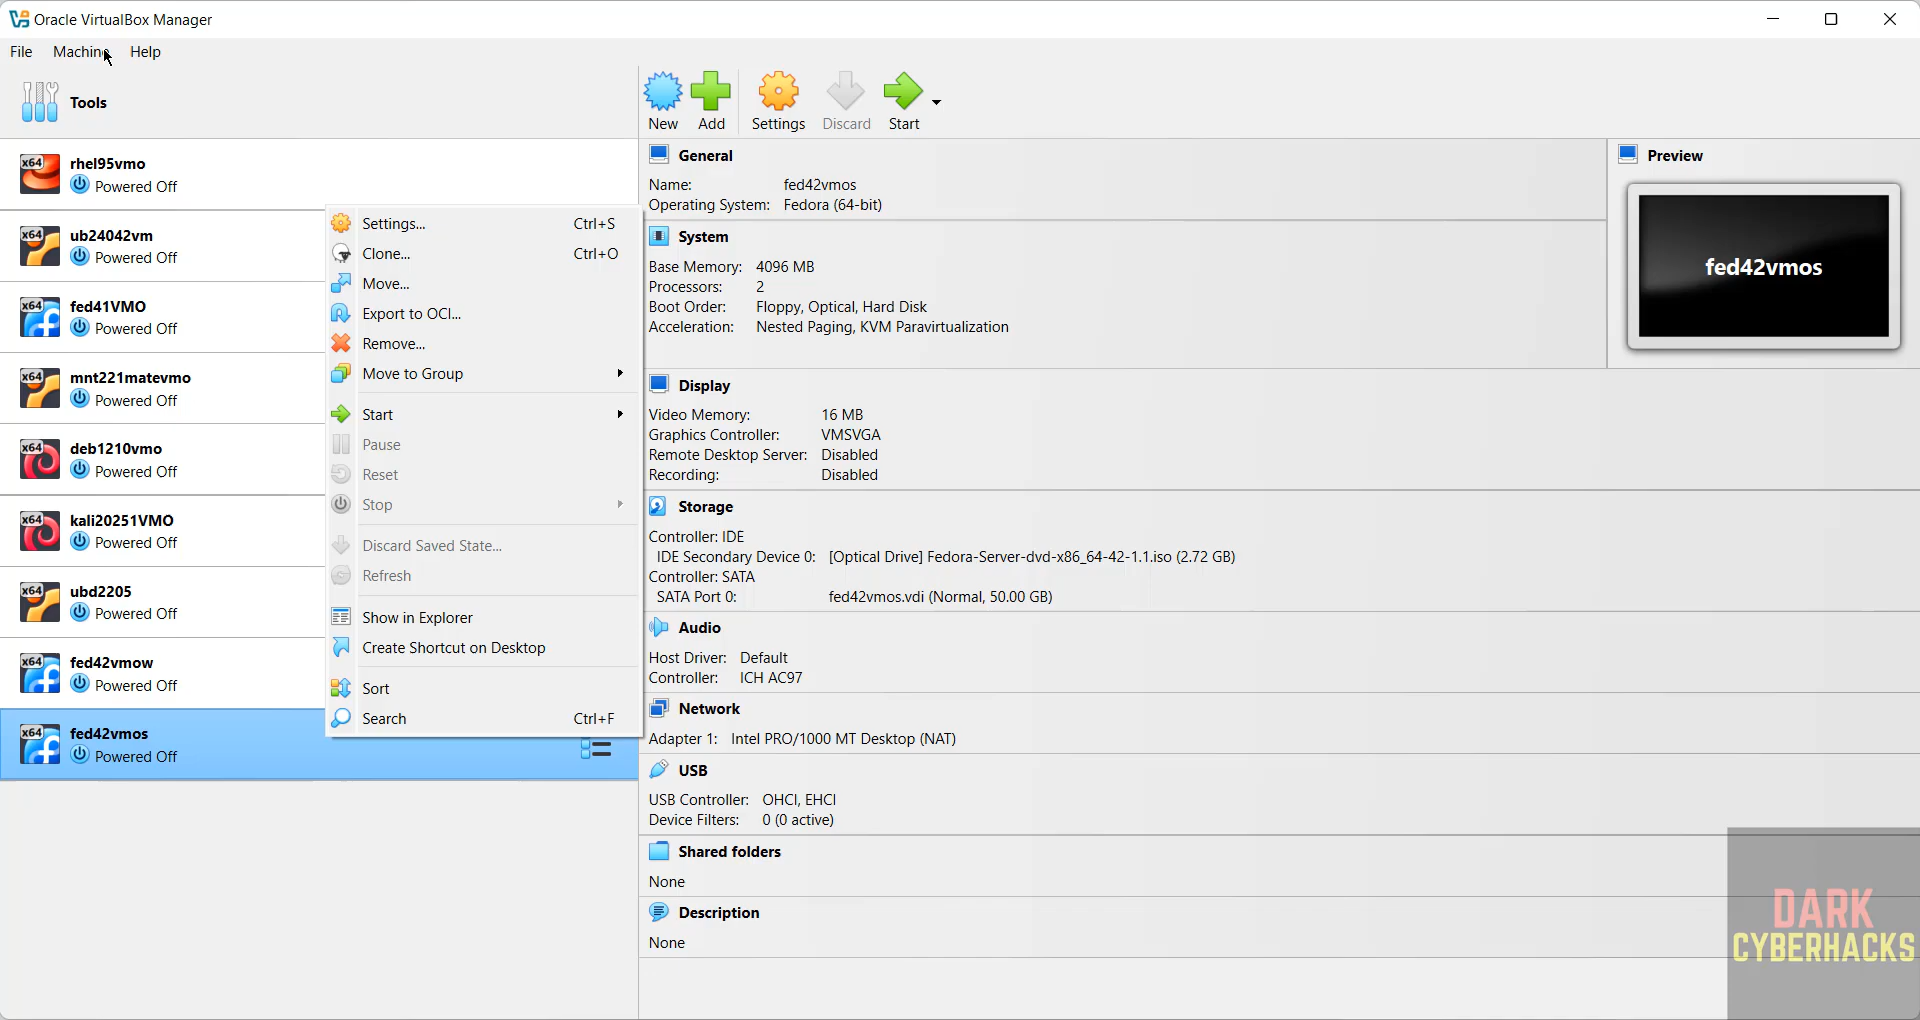 Oracle VirtualBox Manager
File Machine Help
Tools
New Add Settings Discard Start
x64 rhel95vmo
Powered Off
x64 ub24042vm
Powered Off
x64 fed41VMO
Powered Off
x64 mnt221matevmo
Powered Off
x64 deb1210vmo
Powered Off
x64 kali20251VMO
Powered Off
x64 ubd2205
Powered Off
x64 fed42vmow
Powered Off
x64 fed42vmos
Powered Off
Settings... Ctrl+S
Clone... Ctrl+O
Move...
Export to OCI...
Remove...
Move to Group
Start
Pause
Reset
Stop
Discard Saved State...
Refresh
Show in Explorer
Create Shortcut on Desktop
Sort
Search Ctrl+F
General
Name: fed42vmos
Operating System: Fedora (64-bit)
System
Base Memory: 4096 MB
Processors: 2
Boot Order: Floppy, Optical, Hard Disk
Acceleration: Nested Paging, KVM Paravirtualization
Display
Video Memory: 16 MB
Graphics Controller: VMSVGA
Remote Desktop Server: Disabled
Recording: Disabled
Storage
Controller: IDE
IDE Secondary Device 0: [Optical Drive] Fedora-Server-dvd-x86_64-42-1.1.iso (2.72 GB)
Controller: SATA
SATA Port 0: fed42vmos.vdi (Normal, 50.00 GB)
Audio
Host Driver: Default
Controller: ICH AC97
Network
Adapter 1: Intel PRO/1000 MT Desktop (NAT)
USB
USB Controller: OHCI, EHCI
Device Filters: 0 (0 active)
Shared folders
None
Description
None
Preview
fed42vmos
DARK
CYBERHACKS